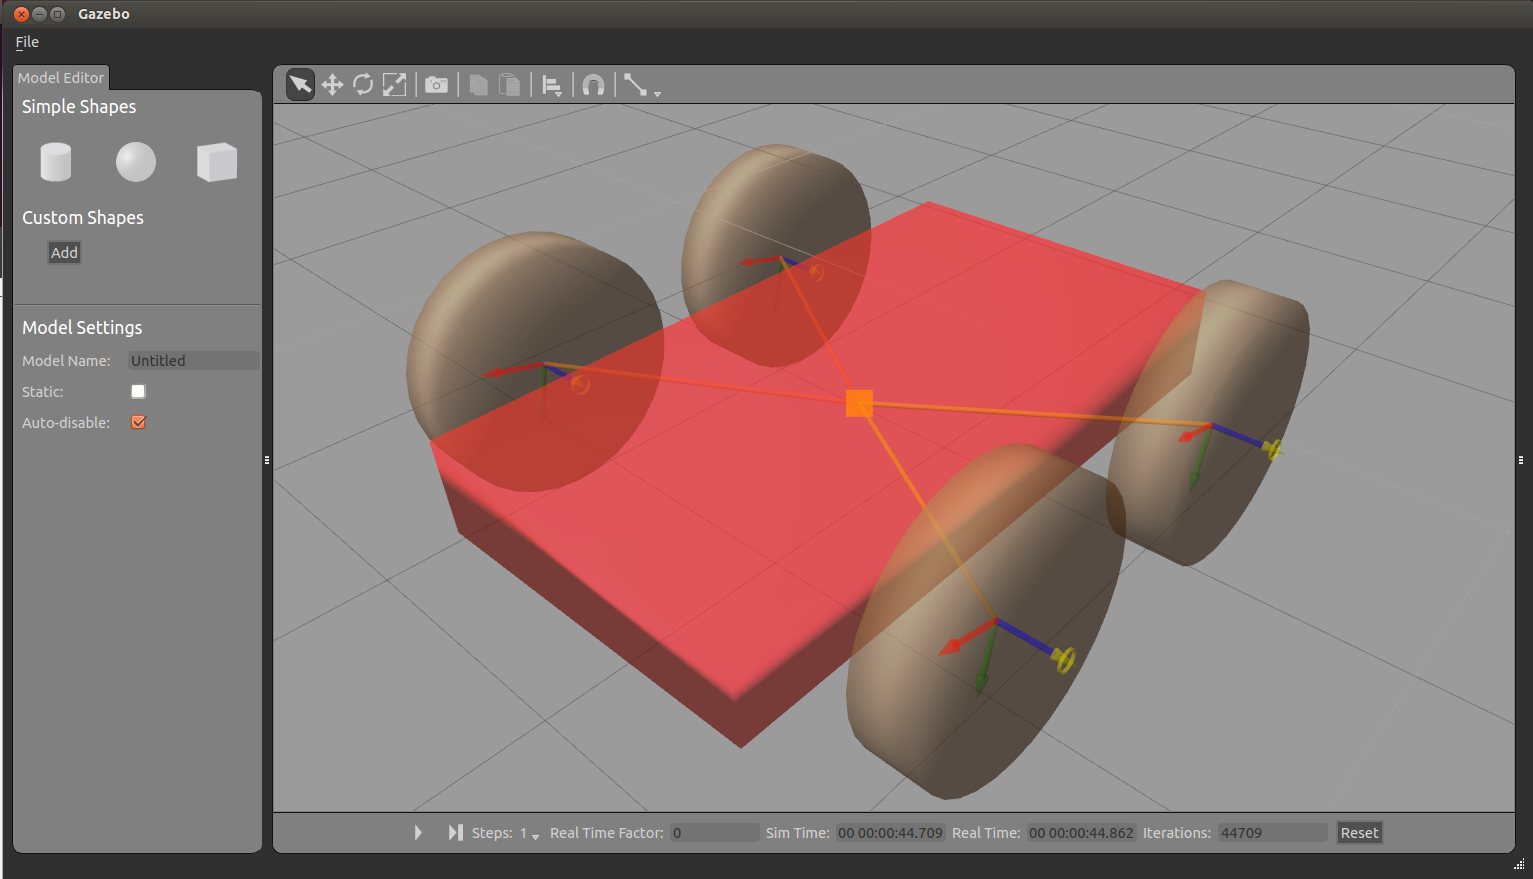 Gazebo
File
Model Editor
Simple Shapes
Custom Shapes
Add
Model Settings
Model Name: Untitled
Static:
Auto-disable:
Steps: 1 Real Time Factor: 0 Sim Time: 00 00:00:44.709 Real Time: 00 00:00:44.862 Iterations: 44709 Reset